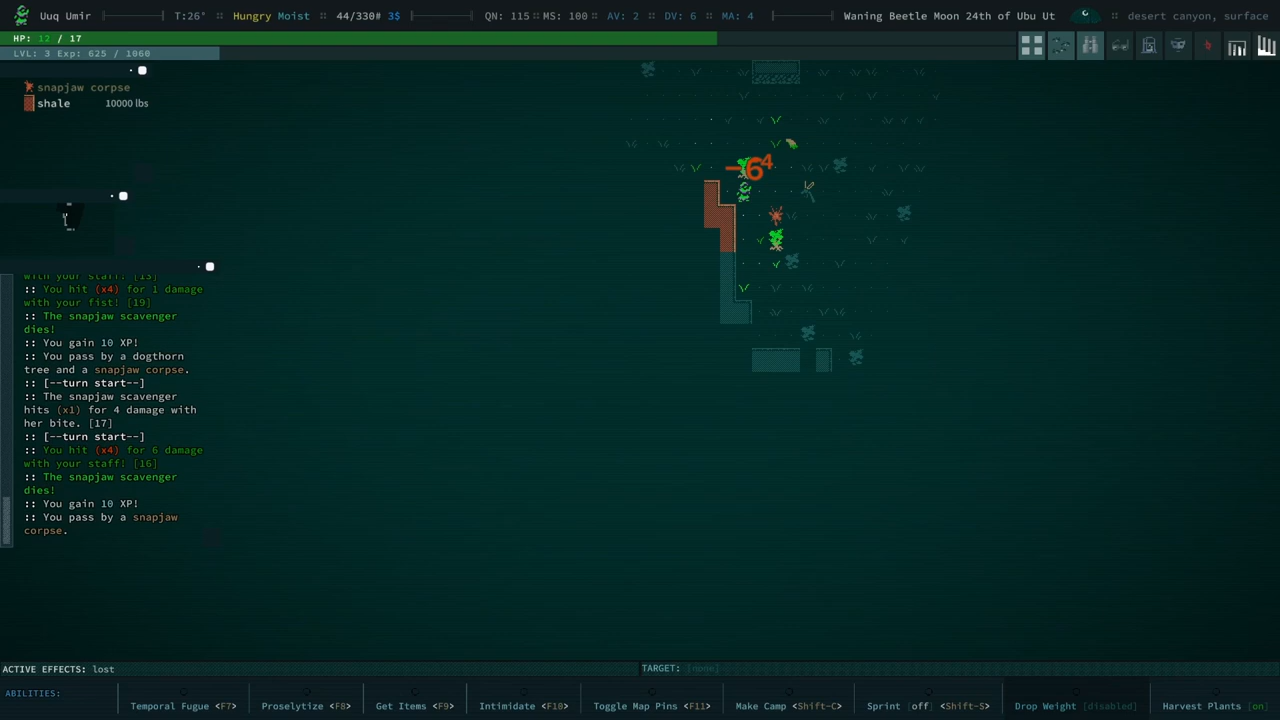 Uuq Umir T:26° Hungry Moist 44/330# 3$ QN: 115 MS: 100 AV: 2 DV: 6 MA: 4 Waning Beetle Moon 24th of Ubu Ut desert canyon, surface
HP: 12 / 17
LVL: 3 Exp: 625 / 1060
snapjaw corpse
shale 10000 lbs
-6
4
with your staff! [13]
:: You hit (x4) for 1 damage
with your fist! [19]
:: The snapjaw scavenger
dies!
:: You gain 10 XP!
:: You pass by a dogthorn
tree and a snapjaw corpse.
:: [--turn start--]
:: The snapjaw scavenger
hits (x1) for 4 damage with
her bite. [17]
:: [--turn start--]
:: You hit (x4) for 6 damage
with your staff! [16]
:: The snapjaw scavenger
dies!
:: You gain 10 XP!
:: You pass by a snapjaw
corpse.
ACTIVE EFFECTS: lost
TARGET: [none]
ABILITIES: Temporal Fugue <F7> Proselytize <F8> Get Items <F9> Intimidate <F10> Toggle Map Pins <F11> Make Camp <Shift-C> Sprint [off] <Shift-S> Drop Weight [disabled] Harvest Plants [on]